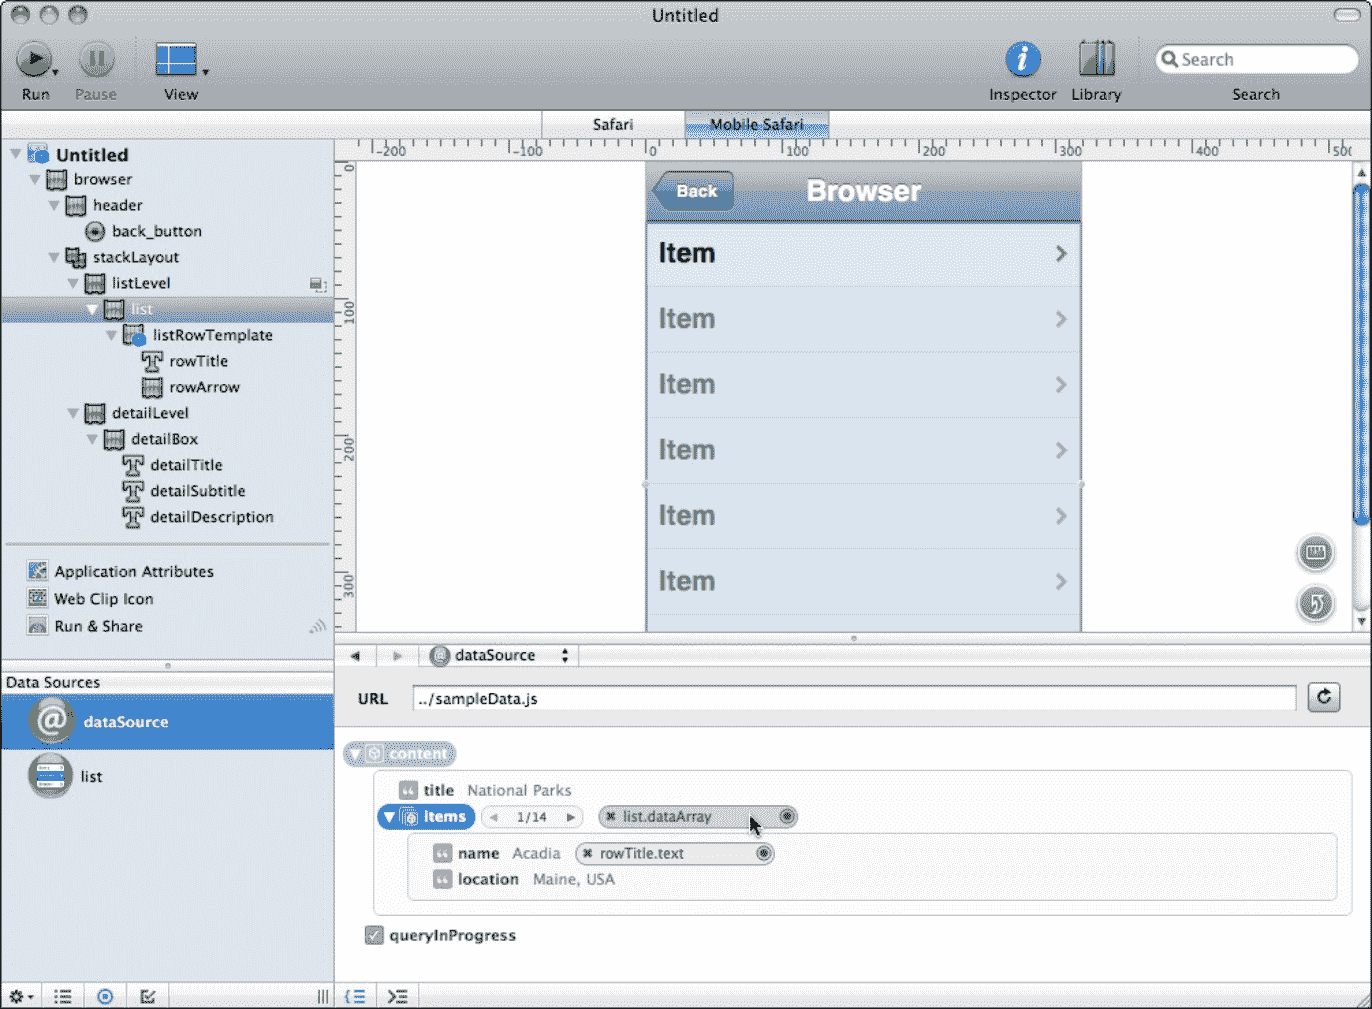 Untitled
Run
Pause
View
Inspector
Library
Search
Search
Safari
Mobile Safari
Untitled
browser
header
back_button
stackLayout
listLevel
list
listRowTemplate
rowTitle
rowArrow
detailLevel
detailBox
detailTitle
detailSubtitle
detailDescription
Application Attributes
Web Clip Icon
Run & Share
Data Sources
dataSource
list
-200
-100
0
100
200
300
400
500
0
100
200
300
Back
Browser
Item
Item
Item
Item
Item
Item
dataSource
URL
../sampleData.js
content
title National Parks
items 1/14 list.dataArray
name Acadia rowTitle.text
location Maine, USA
queryInProgress